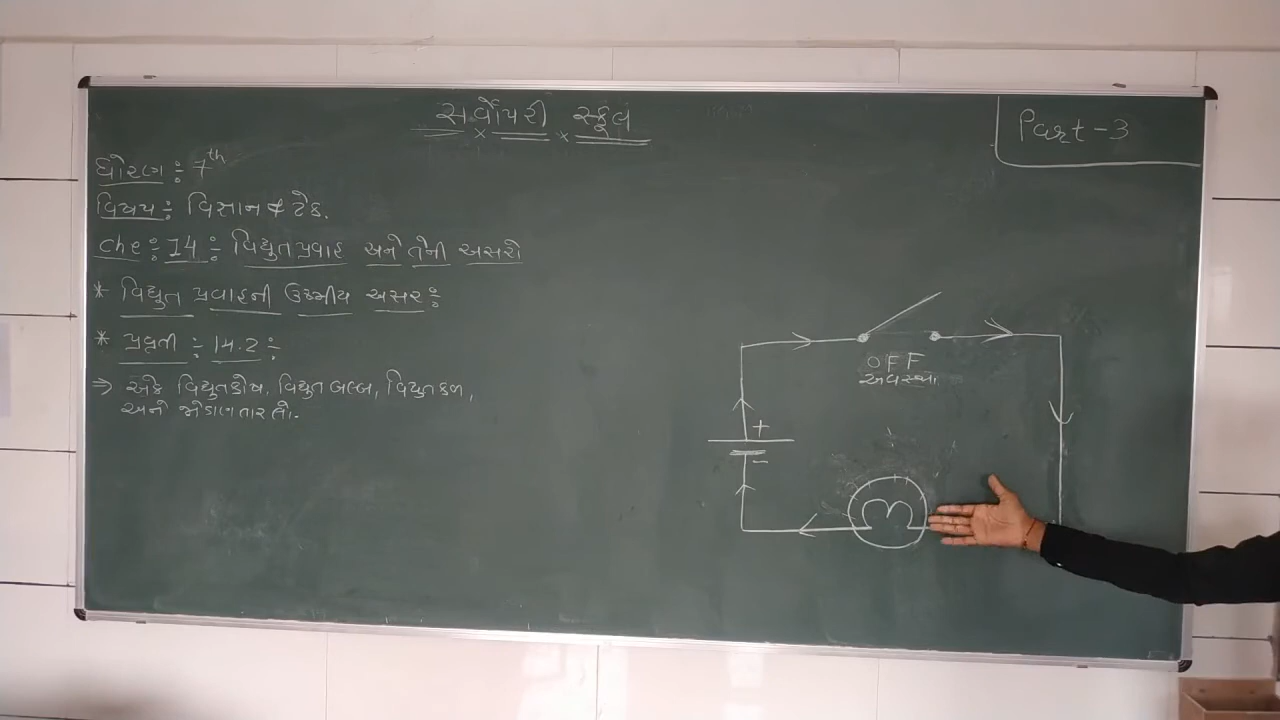 સર્વોપરી સ્કૂલ
Part-3
ધોરણ : 7th
વિષય : વિજ્ઞાન & ટેક.
che : 14 : વિદ્યુતપ્રવાહ અને તેની અસરો
* વિદ્યુત પ્રવાહની ઉષ્મીય અસર :
* પ્રવૃત્તી : 14.2 :
⇒ એક વિદ્યુતકોષ, વિદ્યુત બલ્બ, વિદ્યુતકળ,
અને જોડાણ તાર લો.
OFF
અવસ્થા
+
-